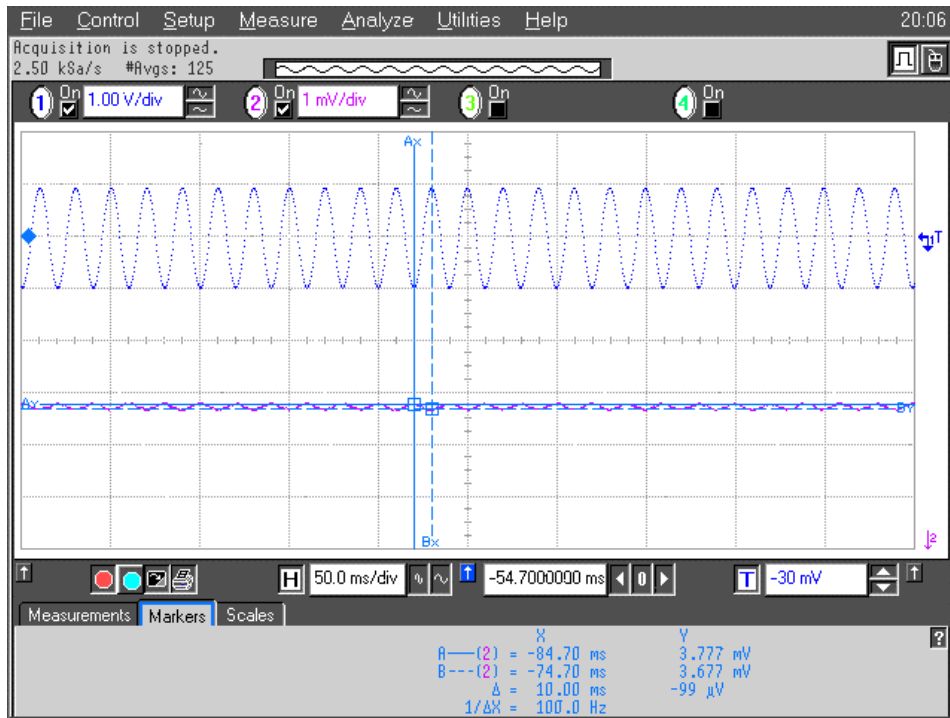 File Control Setup Measure Analyze Utilities Help 20:06
Acquisition is stopped.
2.50 kSa/s #Avgs: 125
1 On 1.00 V/div 2 On 1 mV/div 3 On 4 On
Ax
1T
Ay By
Bx
2
H 50.0 ms/div -54.7000000 ms 0 T -30 mV
Measurements Markers Scales
X Y ?
A---(2) = -84.70 ms 3.777 mV
B---(2) = -74.70 ms 3.677 mV
Δ = 10.00 ms -99 µV
1/ΔX = 100.0 Hz